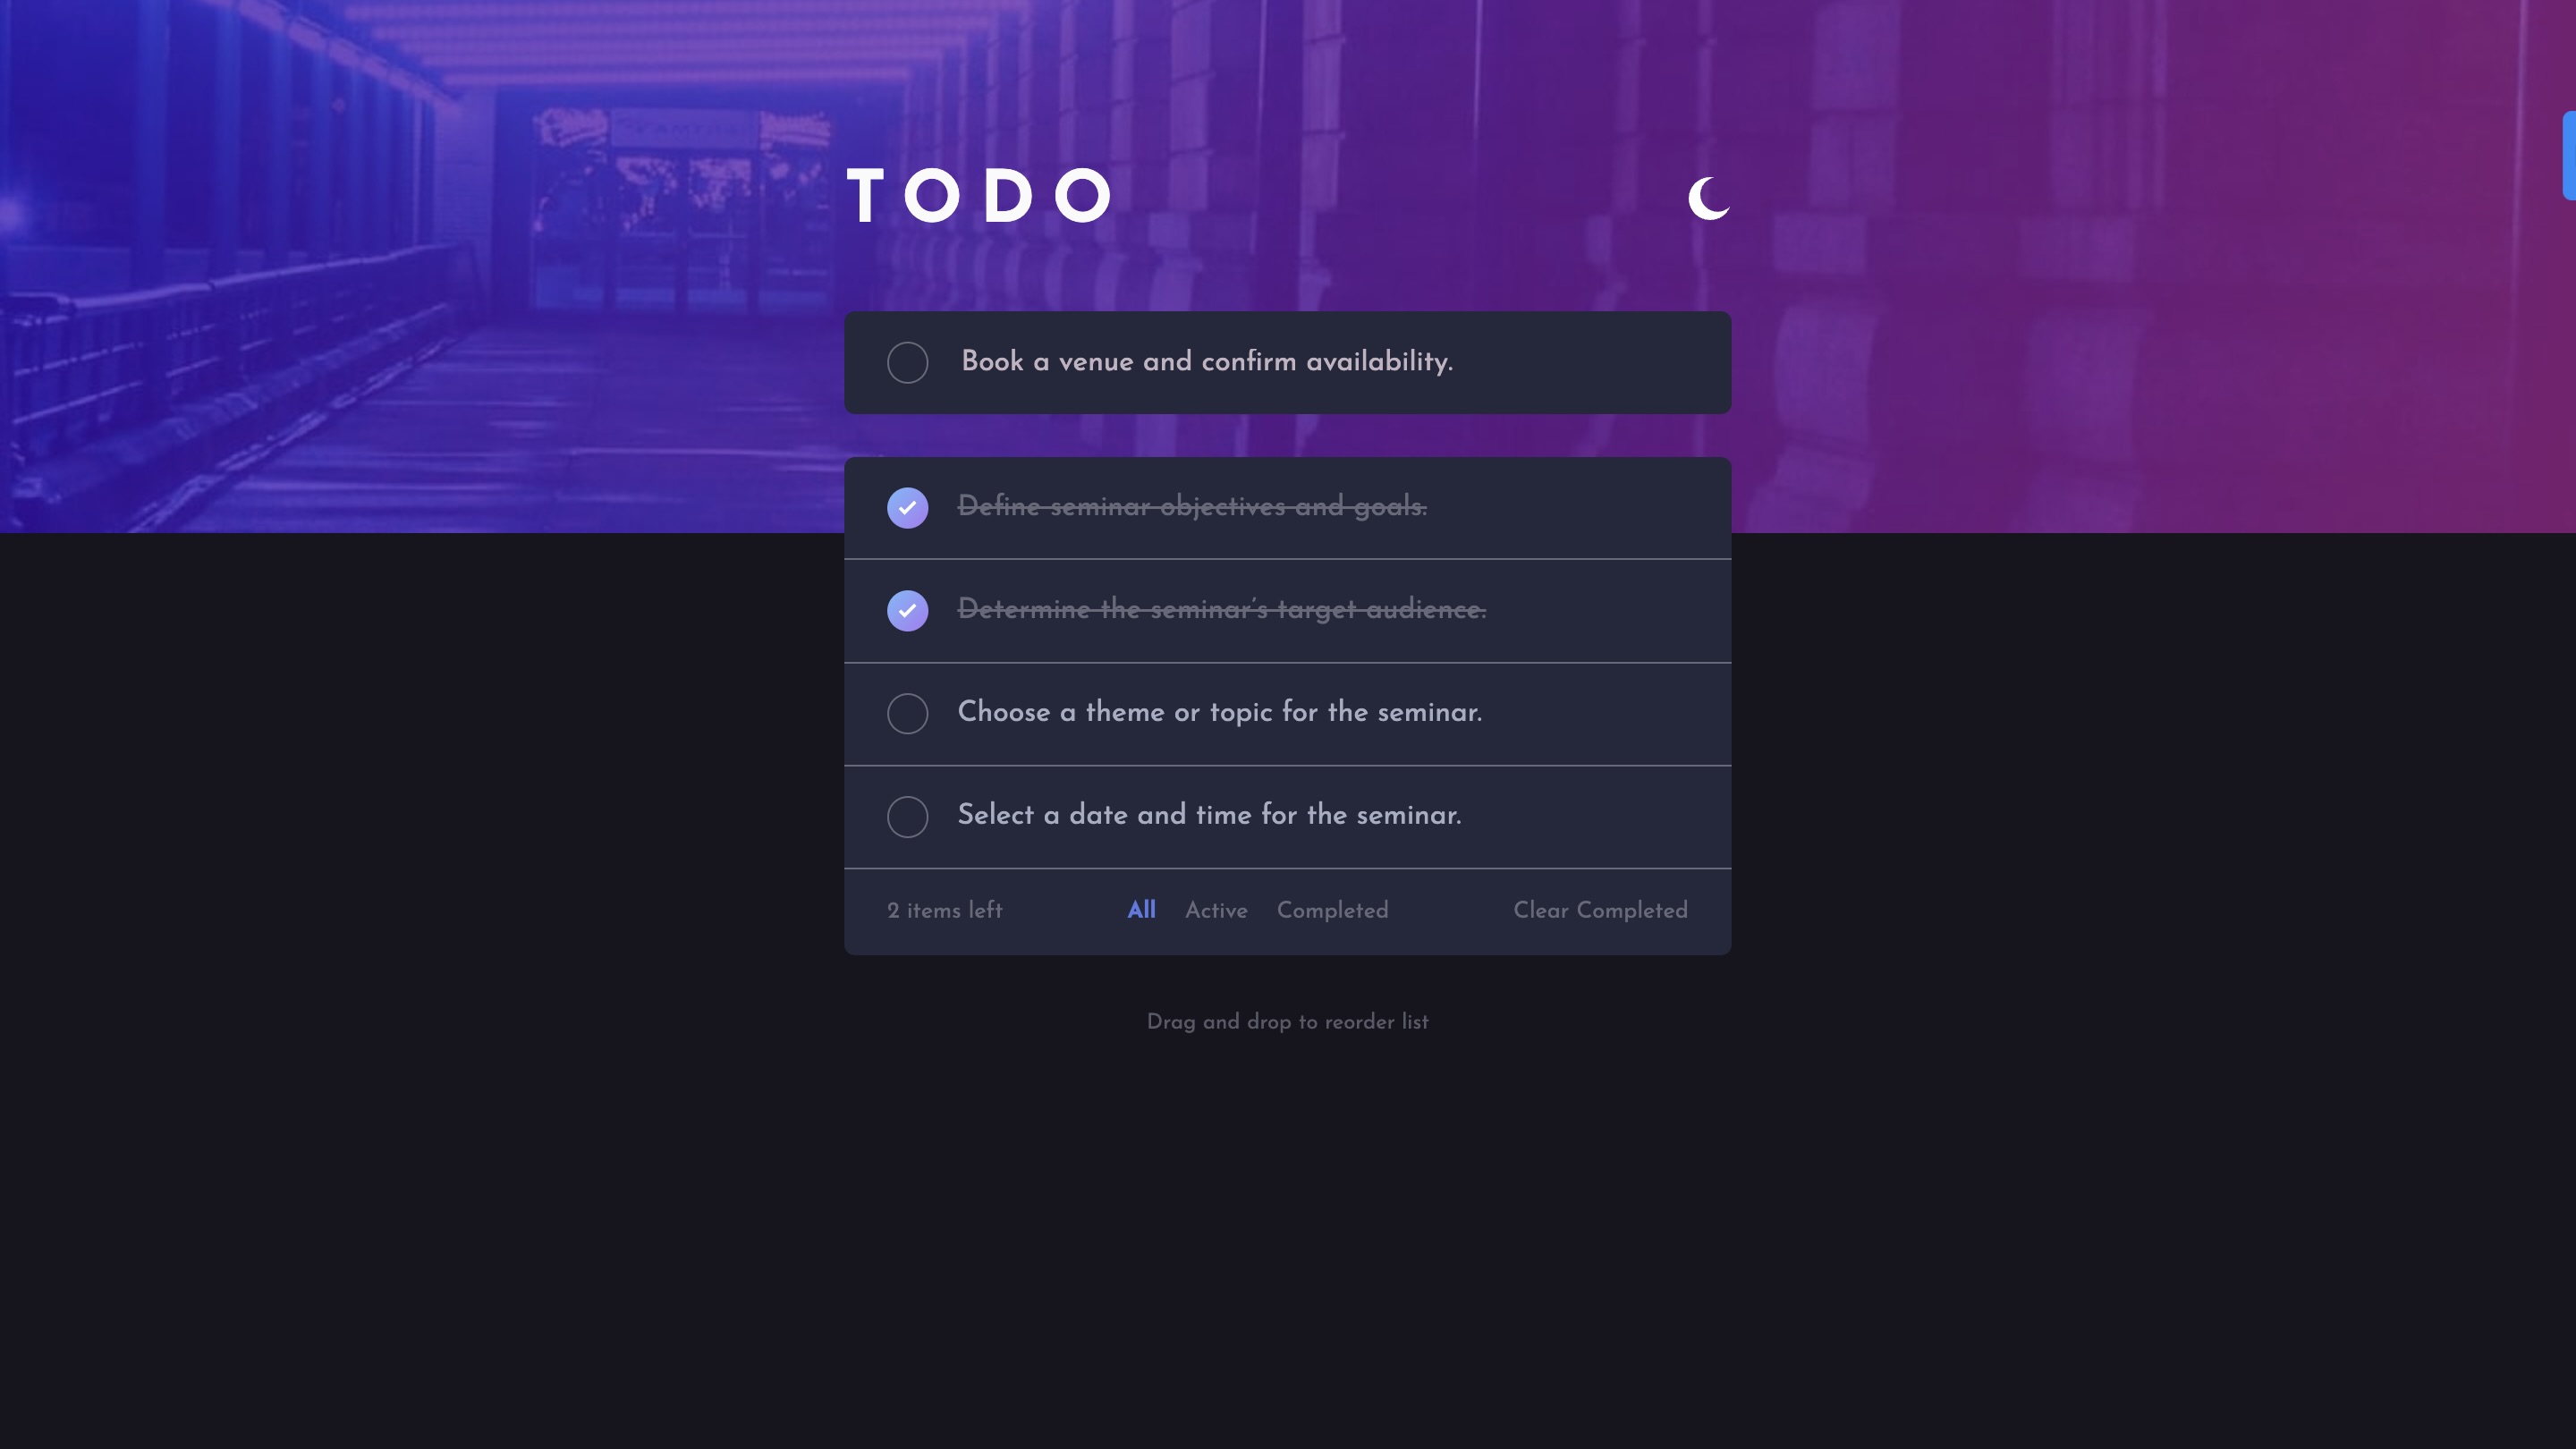 TODO
Book a venue and confirm availability.
Define seminar objectives and goals.
Determine the seminar's target audience.
Choose a theme or topic for the seminar.
Select a date and time for the seminar.
2 items left All Active Completed Clear Completed
Drag and drop to reorder list